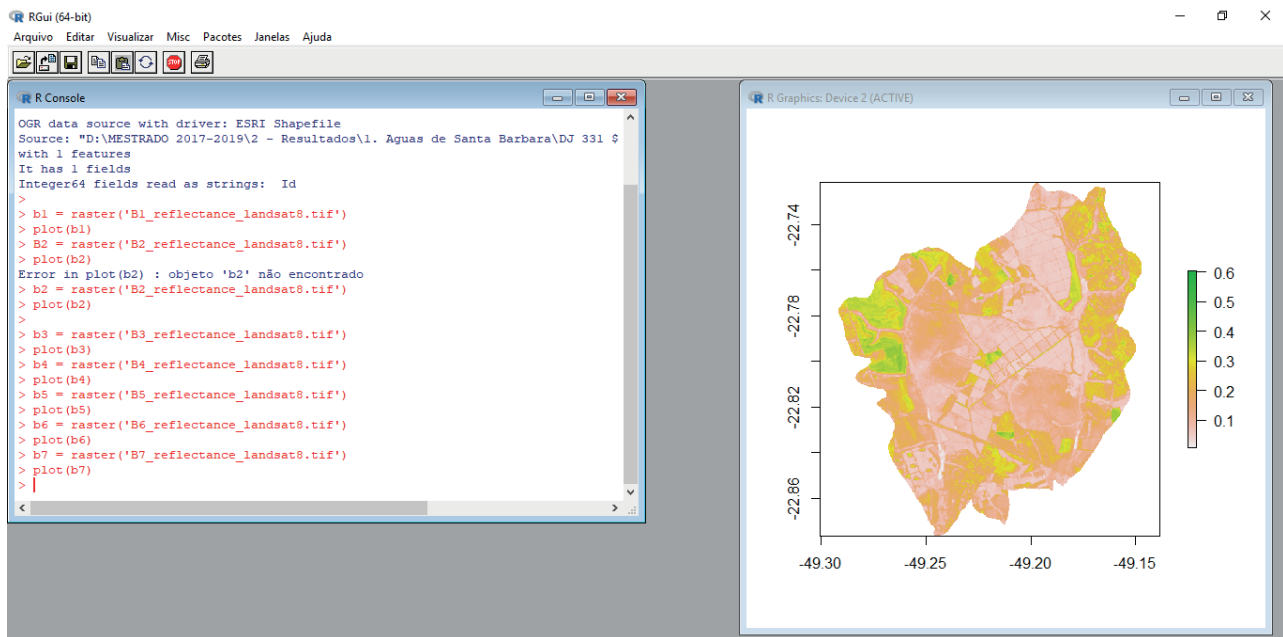 RGui (64-bit)
Arquivo Editar Visualizar Misc Pacotes Janelas Ajuda
STOP
R Console
OGR data source with driver: ESRI Shapefile
Source: "D:\MESTRADO 2017-2019\2 - Resultados\1. Aguas de Santa Barbara\DJ 331 $
with 1 features
It has 1 fields
Integer64 fields read as strings:  Id
>
> b1 = raster('B1_reflectance_landsat8.tif')
> plot(b1)
> B2 = raster('B2_reflectance_landsat8.tif')
> plot(b2)
Error in plot(b2) : objeto 'b2' não encontrado
> b2 = raster('B2_reflectance_landsat8.tif')
> plot(b2)
>
> b3 = raster('B3_reflectance_landsat8.tif')
> plot(b3)
> b4 = raster('B4_reflectance_landsat8.tif')
> plot(b4)
> b5 = raster('B5_reflectance_landsat8.tif')
> plot(b5)
> b6 = raster('B6_reflectance_landsat8.tif')
> plot(b6)
> b7 = raster('B7_reflectance_landsat8.tif')
> plot(b7)
>
R Graphics: Device 2 (ACTIVE)
-22.74
-22.78
-22.82
-22.86
-49.30
-49.25
-49.20
-49.15
0.6
0.5
0.4
0.3
0.2
0.1